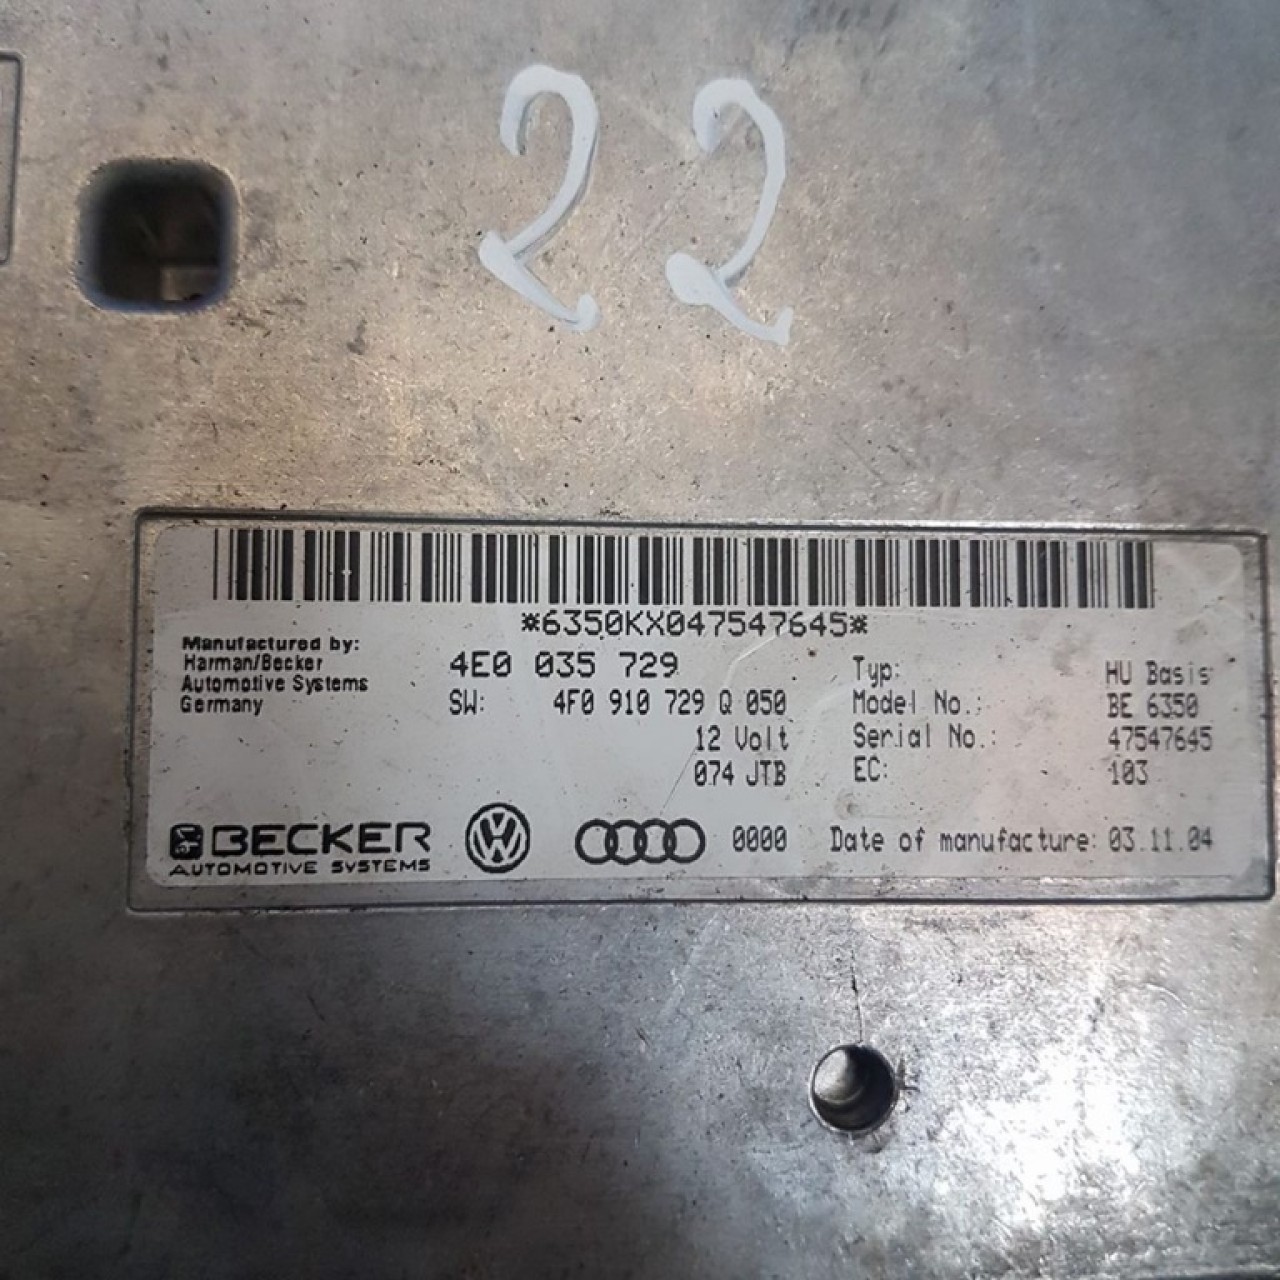 22
*6350KX047547645*
Manufactured by:
Harman/Becker
Automotive Systems
Germany
4E0 035 729
SW: 4F0 910 729 Q 050
12 Volt
074 JTB
Typ: HU Basis
Model No.: BE 6350
Serial No.: 47547645
EC: 103
BECKER
AUTOMOTIVE SYSTEMS
0000
Date of manufacture: 03.11.04